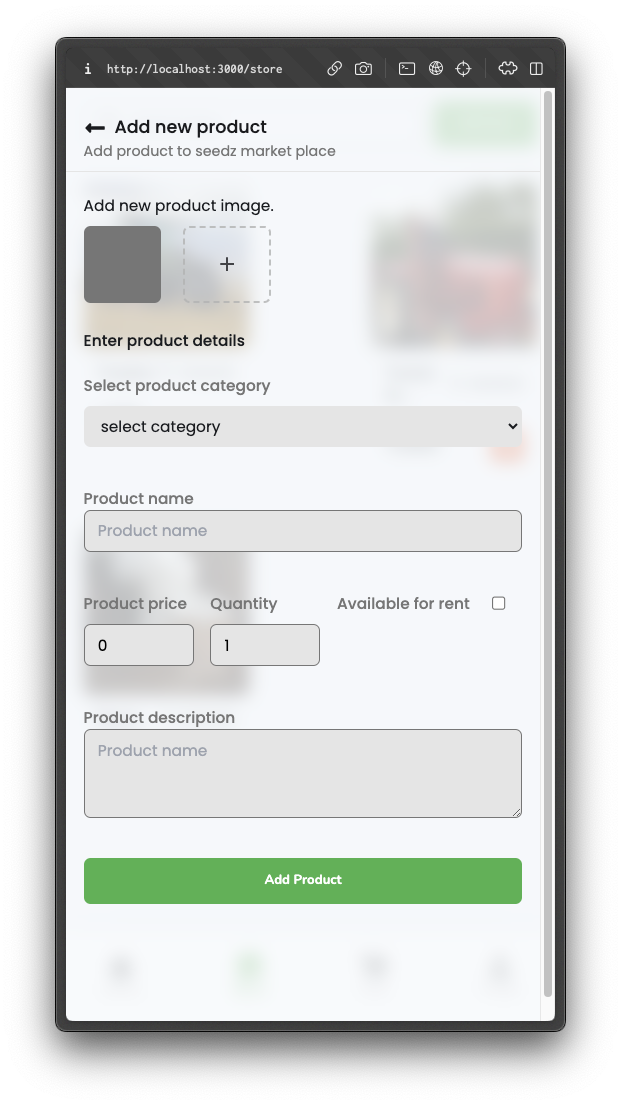 i http://localhost:3000/store
Add new product
Add product to seedz market place
Add new product image.
+
Enter product details
Select product category
select category
Product name
Product name
Product price Quantity Available for rent
0 1
Product description
Product name
Add Product